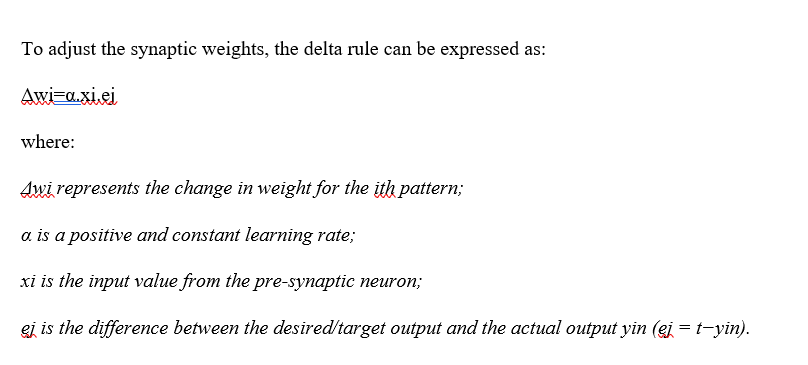 To adjust the synaptic weights, the delta rule can be expressed as:
Δwi=α.xi.ej
where:
Δwi represents the change in weight for the ith pattern;
α is a positive and constant learning rate;
xi is the input value from the pre-synaptic neuron;
ej is the difference between the desired/target output and the actual output yin (ej = t−yin).